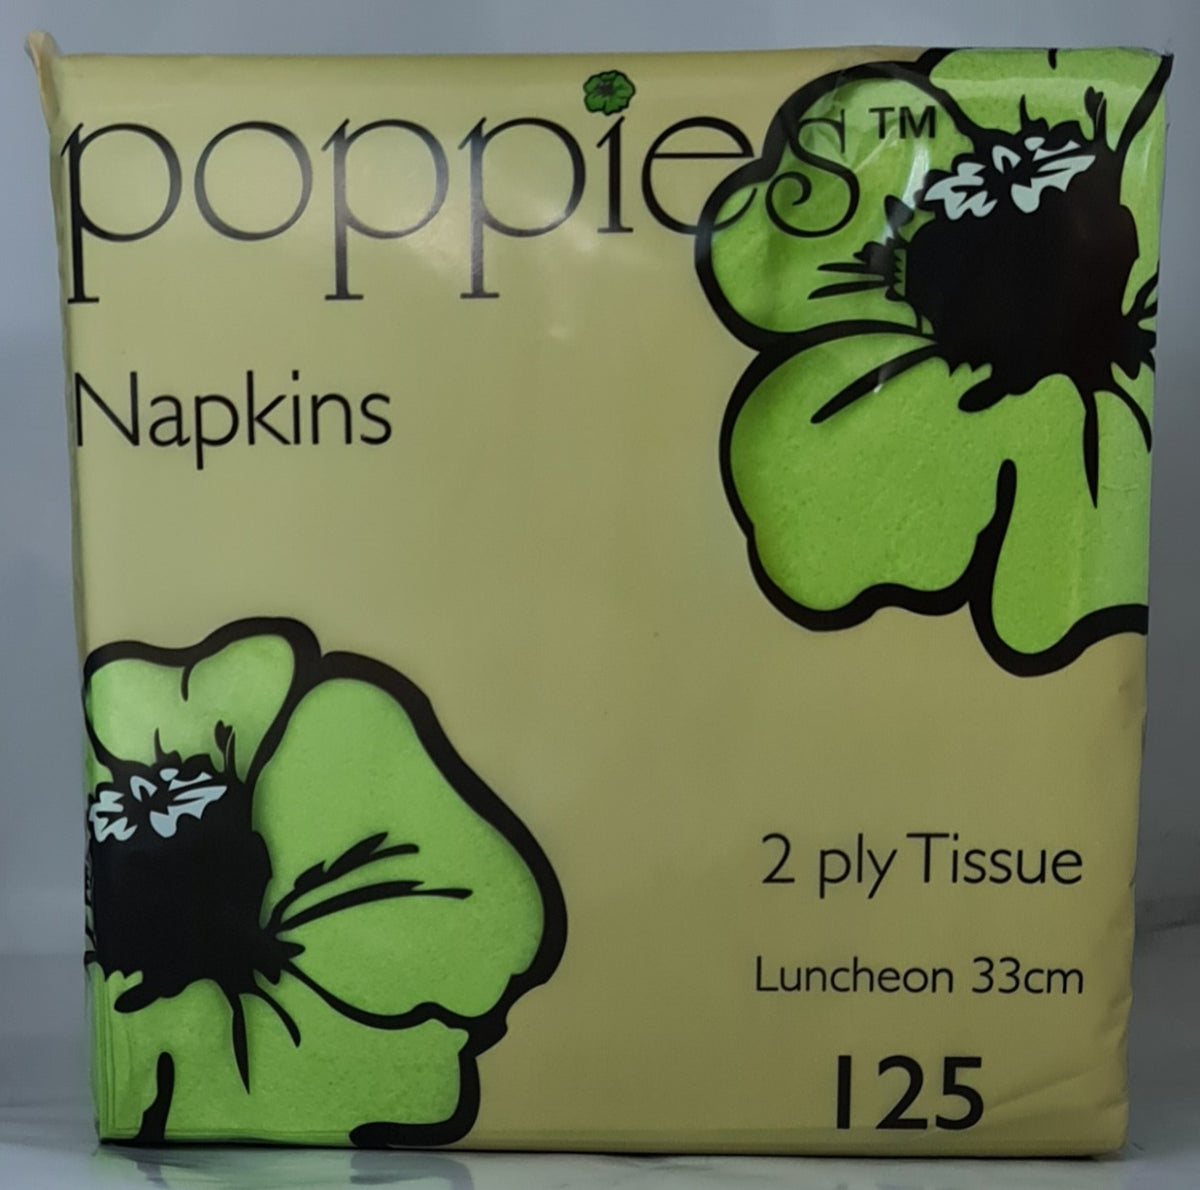 poppies™
Napkins
2 ply Tissue
Luncheon 33cm
125